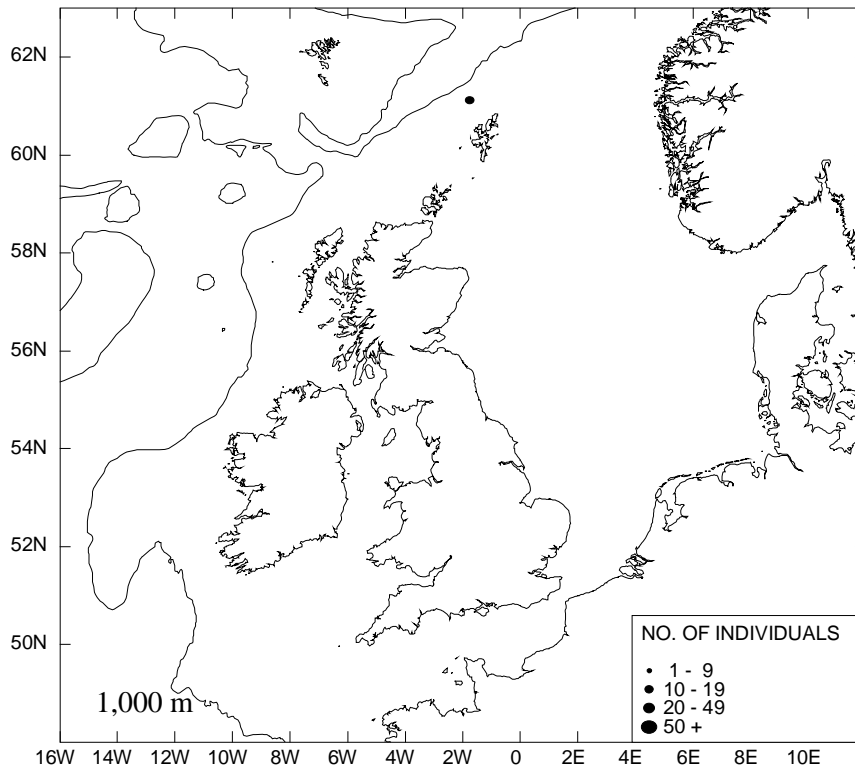 62N
60N
58N
56N
54N
52N
50N
NO. OF INDIVIDUALS
1 - 9
10 - 19
20 - 49
50 +
1,000 m
16W 14W 12W 10W 8W 6W 4W 2W 0 2E 4E 6E 8E 10E